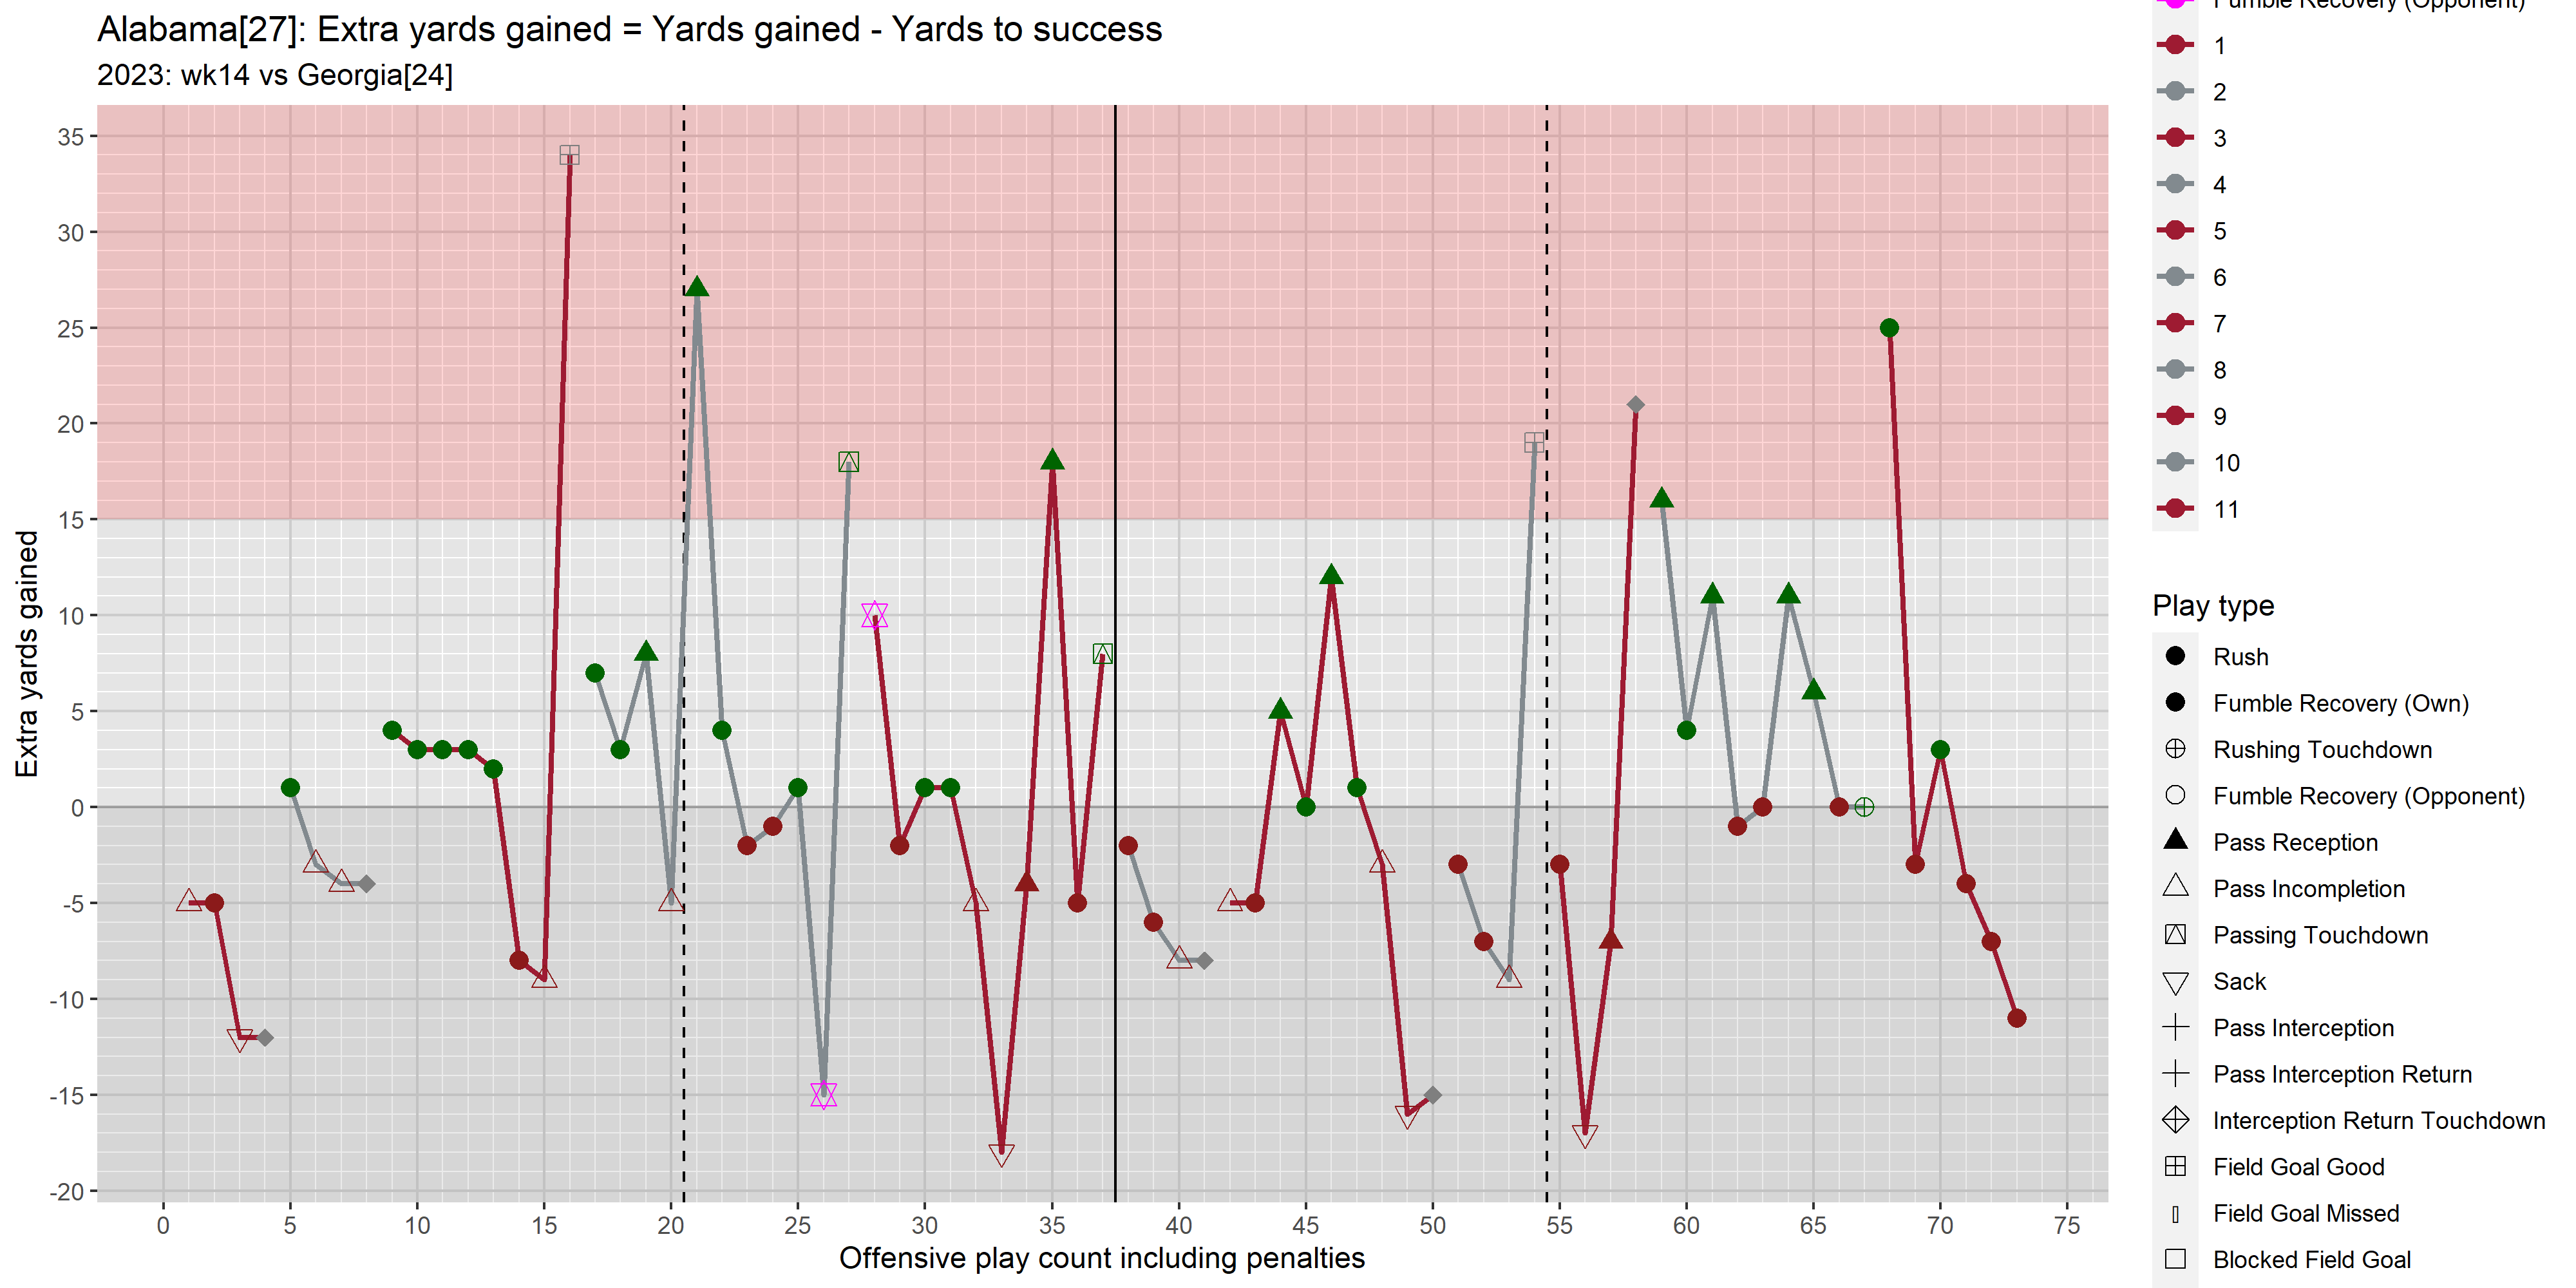 Alabama[27]: Extra yards gained = Yards gained - Yards to success
2023: wk14 vs Georgia[24]
Extra yards gained
35
30
25
20
15
10
5
0
-5
-10
-15
-20
0 5 10 15 20 25 30 35 40 45 50 55 60 65 70 75
Offensive play count including penalties
Fumble Recovery (Opponent)
1
2
3
4
5
6
7
8
9
10
11
Play type
Rush
Fumble Recovery (Own)
Rushing Touchdown
Fumble Recovery (Opponent)
Pass Reception
Pass Incompletion
Passing Touchdown
Sack
Pass Interception
Pass Interception Return
Interception Return Touchdown
Field Goal Good
Field Goal Missed
Blocked Field Goal